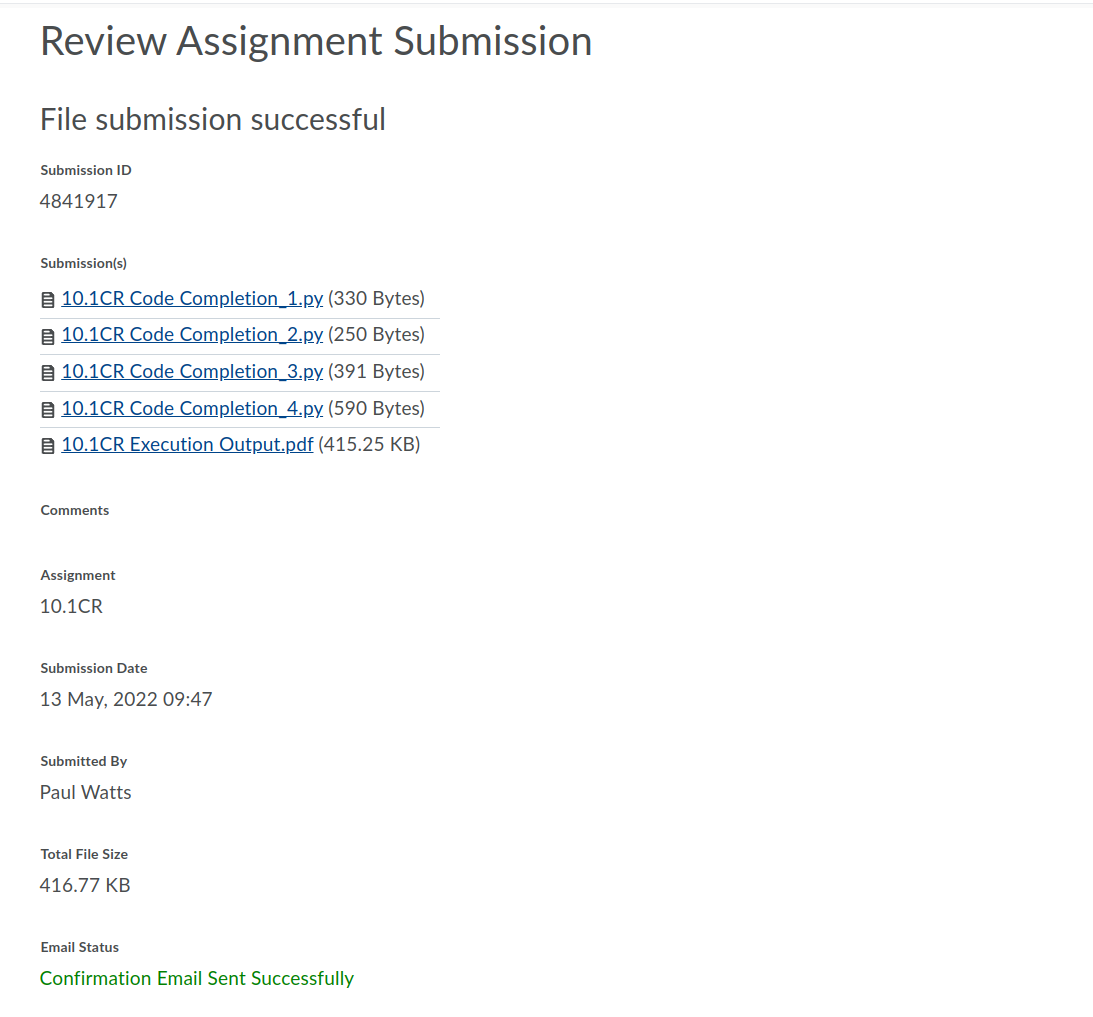 Review Assignment Submission
File submission successful
Submission ID
4841917
Submission(s)
10.1CR Code Completion_1.py (330 Bytes)
10.1CR Code Completion_2.py (250 Bytes)
10.1CR Code Completion_3.py (391 Bytes)
10.1CR Code Completion_4.py (590 Bytes)
10.1CR Execution Output.pdf (415.25 KB)
Comments
Assignment
10.1CR
Submission Date
13 May, 2022 09:47
Submitted By
Paul Watts
Total File Size
416.77 KB
Email Status
Confirmation Email Sent Successfully